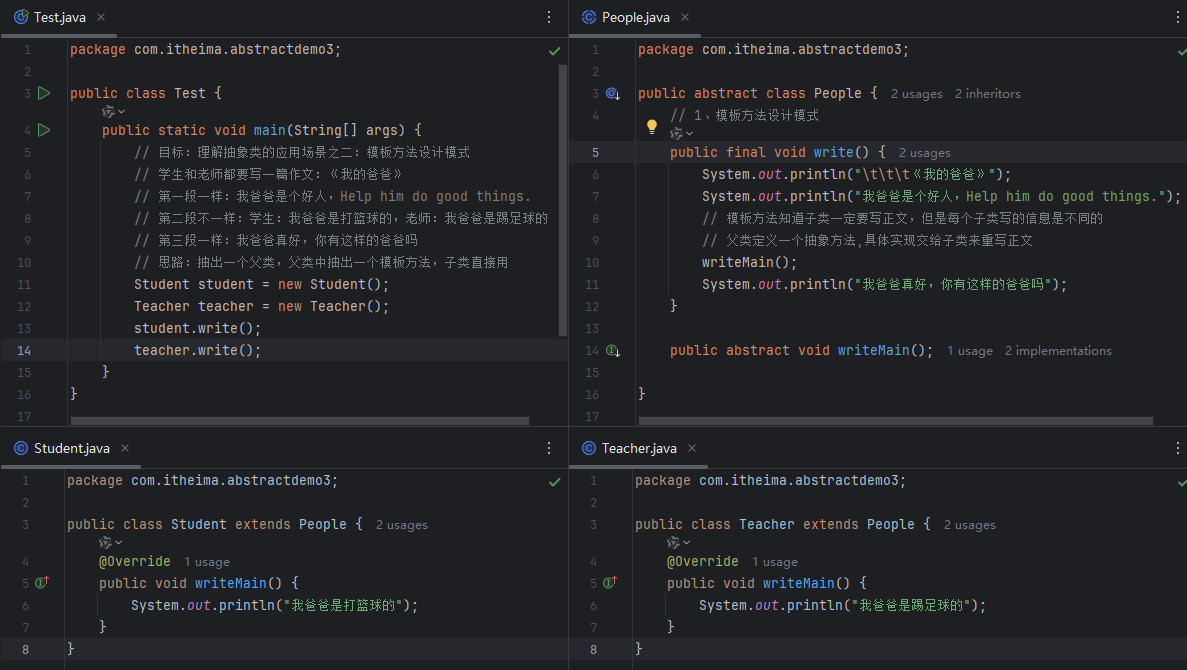 Test.java
1 package com.itheima.abstractdemo3;
2
3 public class Test {
4 public static void main(String[] args) {
5 // 目标：理解抽象类的应用场景之二：模板方法设计模式
6 // 学生和老师都要写一篇作文：《我的爸爸》
7 // 第一段一样：我爸爸是个好人，Help him do good things.
8 // 第二段不一样：学生：我爸爸是打篮球的，老师：我爸爸是踢足球的
9 // 第三段一样：我爸爸真好，你有这样的爸爸吗
10 // 思路：抽出一个父类，父类中抽出一个模板方法，子类直接用
11 Student student = new Student();
12 Teacher teacher = new Teacher();
13 student.write();
14 teacher.write();
15 }
16 }
17
People.java
1 package com.itheima.abstractdemo3;
2
3 public abstract class People { 2 usages 2 inheritors
4 // 1、模板方法设计模式
5 public final void write() { 2 usages
6 System.out.println("\t\t\t《我的爸爸》");
7 System.out.println("我爸爸是个好人，Help him do good things.");
8 // 模板方法知道子类一定要写正文，但是每个子类写的信息是不同的
9 // 父类定义一个抽象方法,具体实现交给子类来重写正文
10 writeMain();
11 System.out.println("我爸爸真好，你有这样的爸爸吗");
12 }
13
14 public abstract void writeMain(); 1 usage 2 implementations
15
16 }
17
Student.java
1 package com.itheima.abstractdemo3;
2
3 public class Student extends People { 2 usages
4 @Override 1 usage
5 public void writeMain() {
6 System.out.println("我爸爸是打篮球的");
7 }
8 }
Teacher.java
1 package com.itheima.abstractdemo3;
2
3 public class Teacher extends People { 2 usages
4 @Override 1 usage
5 public void writeMain() {
6 System.out.println("我爸爸是踢足球的");
7 }
8 }